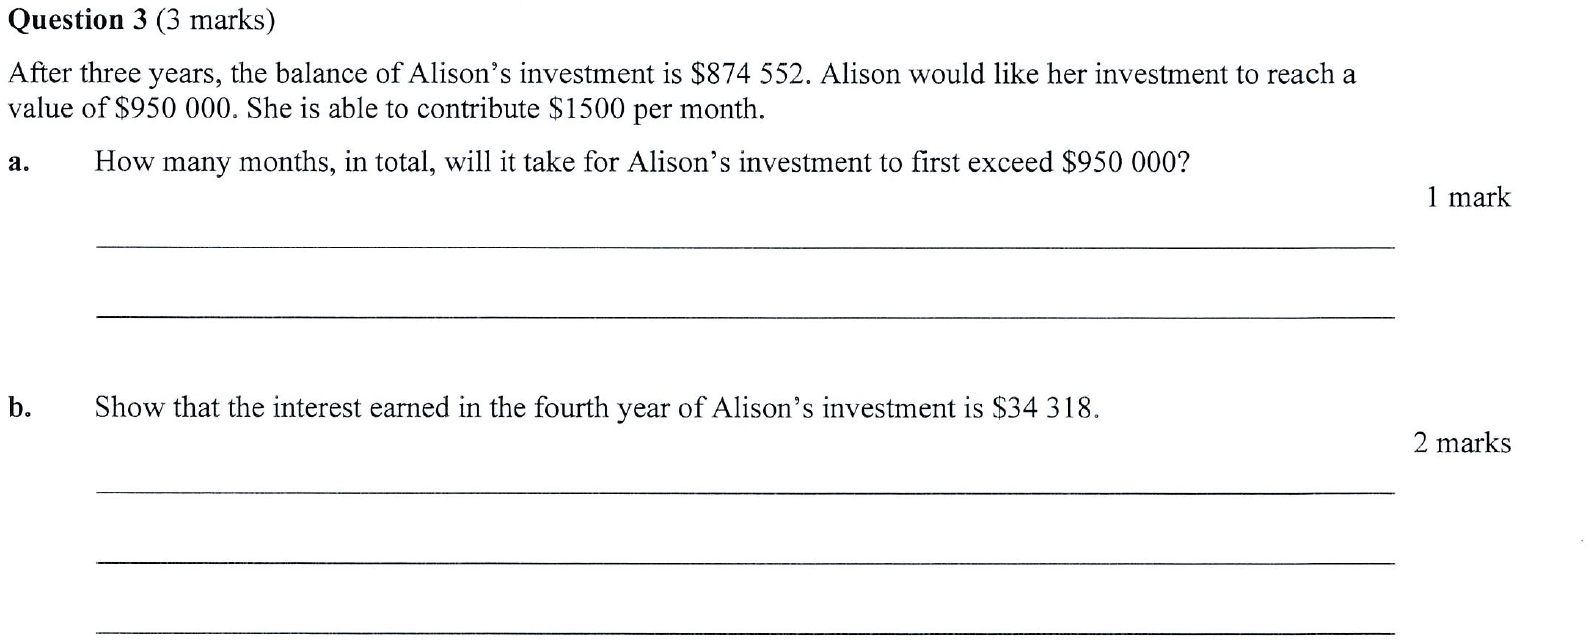 Question 3 (3 marks)
After three years, the balance of Alison's investment is $874 552. Alison would like her investment to reach a
value of $950 000. She is able to contribute $1500 per month.
a. How many months, in total, will it take for Alison's investment to first exceed $950 000?
1 mark
b. Show that the interest earned in the fourth year of Alison's investment is $34 318.
2 marks